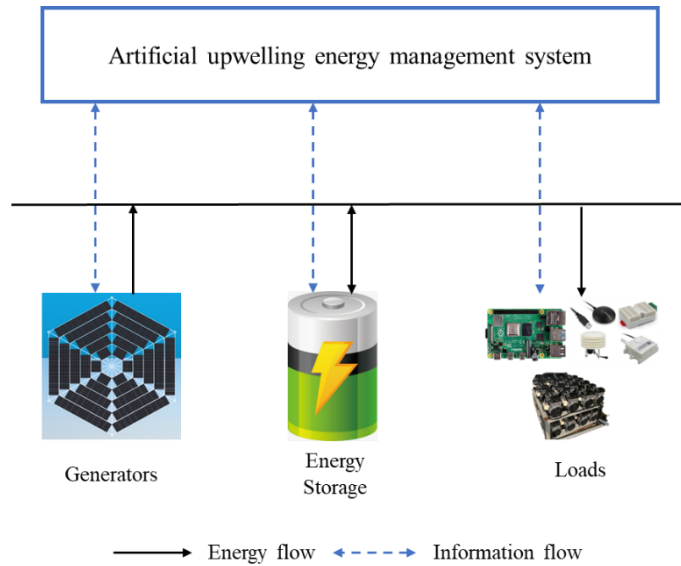 Artificial upwelling energy management system
Generators
Energy
Storage
Loads
Energy flow
Information flow